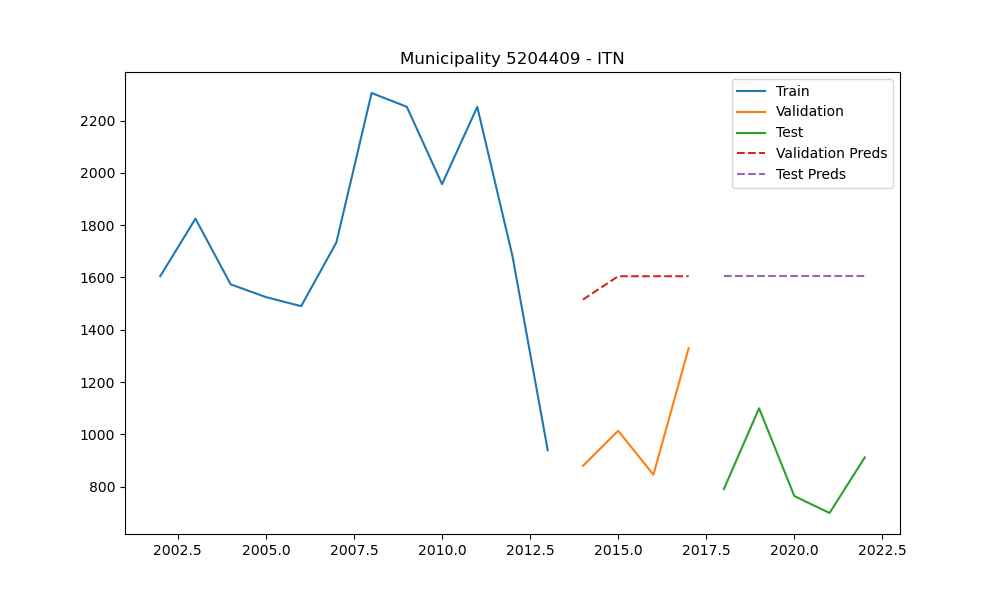 Municipality 5204409 - ITN
Train
Validation
Test
Validation Preds
Test Preds
2200
2000
1800
1600
1400
1200
1000
800
2002.5 2005.0 2007.5 2010.0 2012.5 2015.0 2017.5 2020.0 2022.5